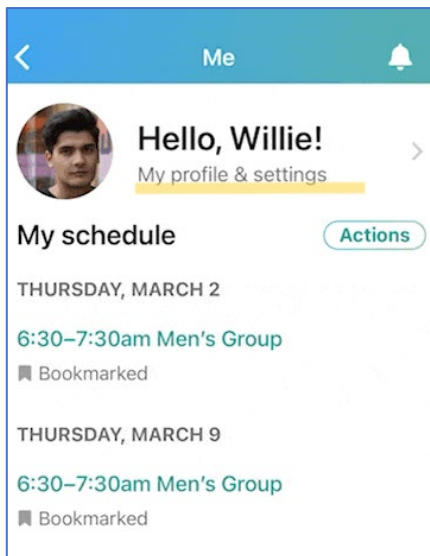 Me
Hello, Willie!
My profile & settings
My schedule
Actions
THURSDAY, MARCH 2
6:30–7:30am Men's Group
Bookmarked
THURSDAY, MARCH 9
6:30–7:30am Men's Group
Bookmarked